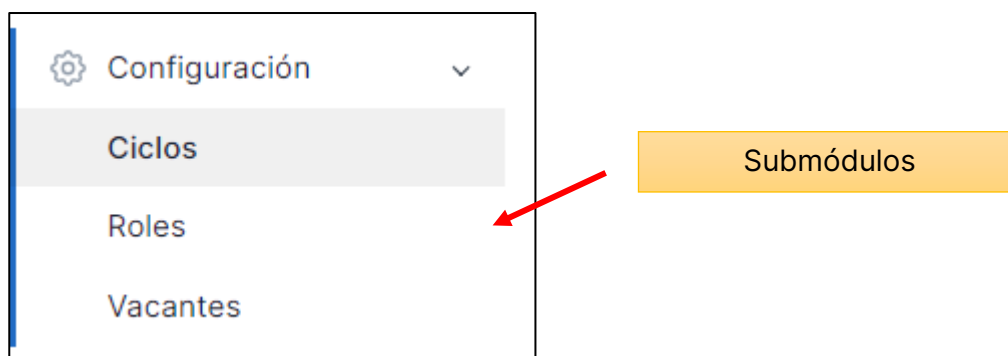 Configuración
Ciclos
Submódulos
Roles
Vacantes